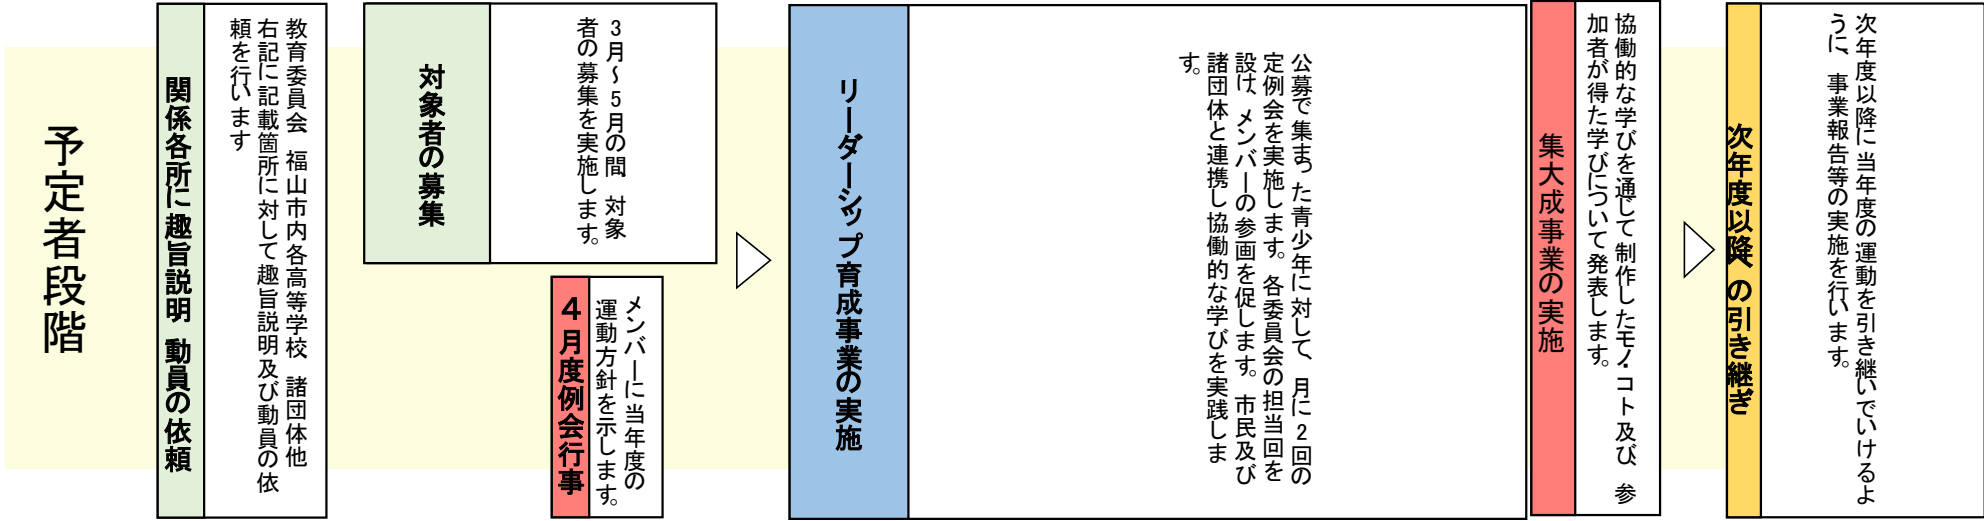 予定者段階
関係各所に趣旨説明、動員の依頼
教育委員会、福山市内各高等学校、諸団体他
右記に記載箇所に対して趣旨説明及び動員の依
頼を行います
対象者の募集
3月～5月の間、対象
者の募集を実施します。
4月度例会行事
メンバーに当年度の
運動方針を示します。
リーダーシップ育成事業の実施
公募で集まった青少年に対して、月に2回の
定例会を実施します。各委員会の担当回を
設け、メンバーの参画を促します。市民及び
諸団体と連携し協働的な学びを実践しま
す。
集大成事業の実施
協働的な学びを通じて制作したモノ・コト及び、参
加者が得た学びについて発表します。
次年度以降への引き継ぎ
次年度以降に当年度の運動を引き継いでいけるよ
うに、事業報告等の実施を行います。